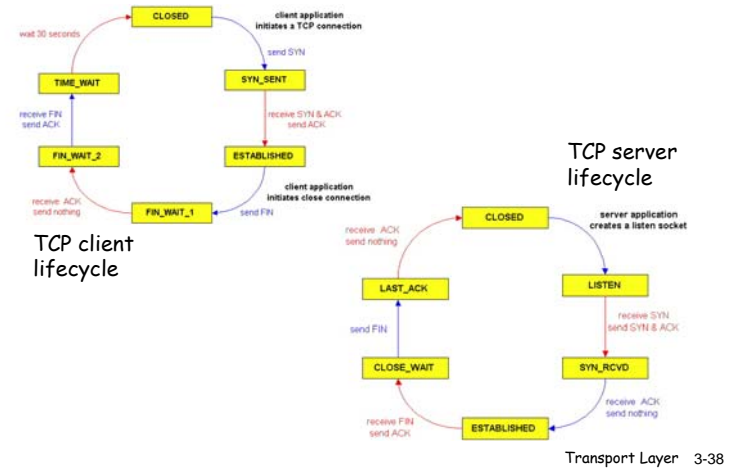 CLOSED
client application
initiates a TCP connection
wait 30 seconds
send SYN
TIME_WAIT
SYN_SENT
receive FIN
send ACK
receive SYN & ACK
send ACK
FIN_WAIT_2
ESTABLISHED
client application
initiates close connection
receive ACK
send nothing
FIN_WAIT_1
send FIN
TCP client
lifecycle
TCP server
lifecycle
CLOSED
server application
creates a listen socket
receive ACK
send nothing
LAST_ACK
LISTEN
receive SYN
send SYN & ACK
send FIN
CLOSE_WAIT
SYN_RCVD
receive ACK
send nothing
receive FIN
send ACK
ESTABLISHED
Transport Layer 3-38